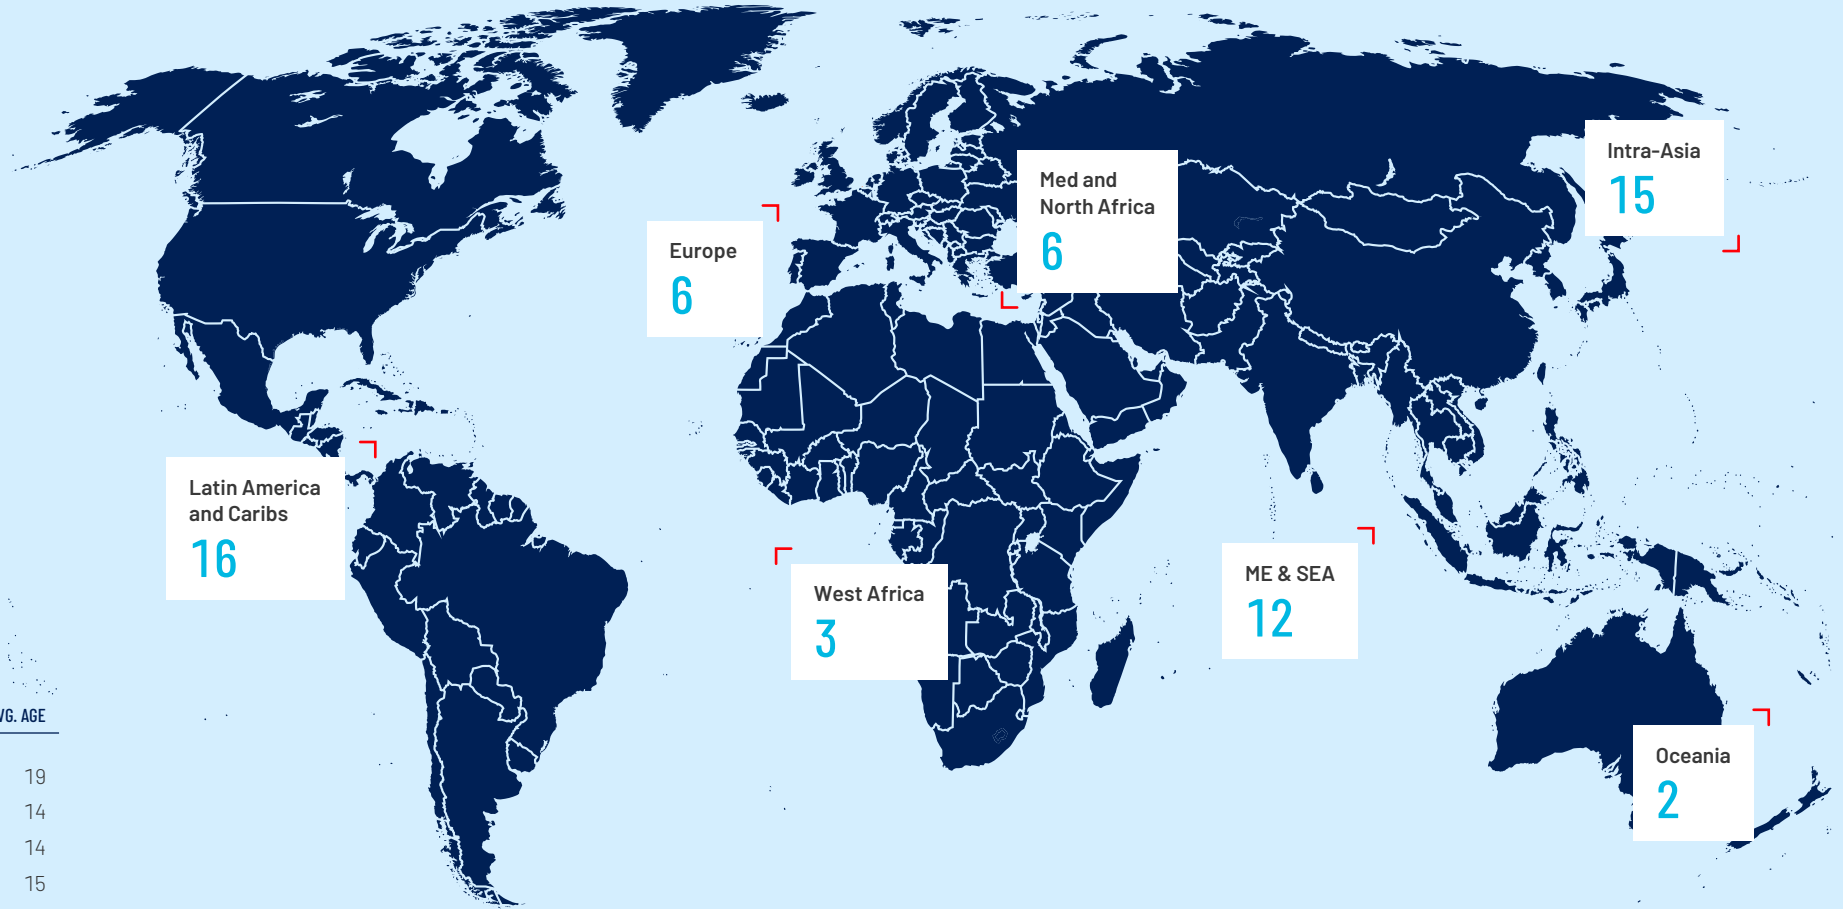 Intra-Asia
15
Med and
North Africa
6
Europe
6
Latin America
and Caribs
16
West Africa
3
ME & SEA
12
Oceania
2
AGE
19
14
14
15